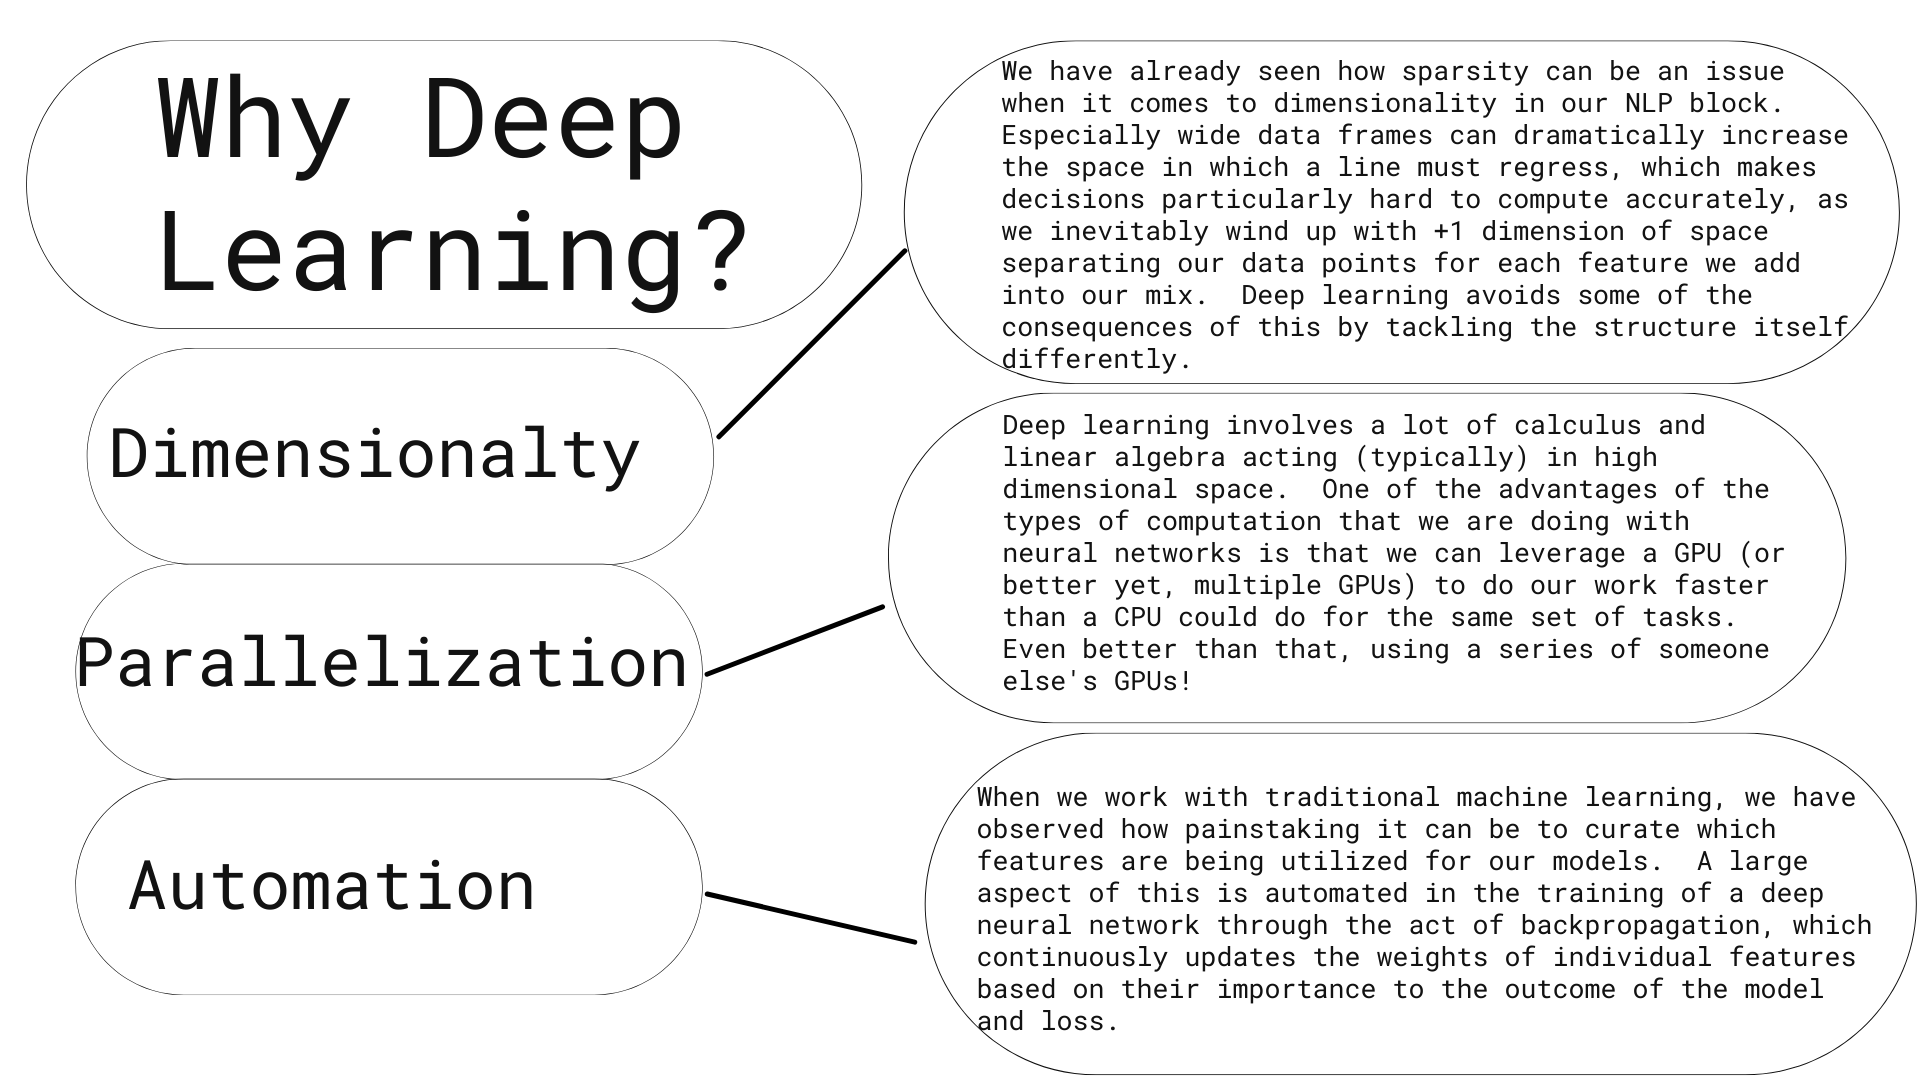 Why Deep
Learning?
Dimensionalty
Parallelization
Automation
We have already seen how sparsity can be an issue
when it comes to dimensionality in our NLP block.
Especially wide data frames can dramatically increase
the space in which a line must regress, which makes
decisions particularly hard to compute accurately, as
we inevitably wind up with +1 dimension of space
separating our data points for each feature we add
into our mix.  Deep learning avoids some of the
consequences of this by tackling the structure itself
differently.
Deep learning involves a lot of calculus and
linear algebra acting (typically) in high
dimensional space.  One of the advantages of the
types of computation that we are doing with
neural networks is that we can leverage a GPU (or
better yet, multiple GPUs) to do our work faster
than a CPU could do for the same set of tasks.
Even better than that, using a series of someone
else's GPUs!
When we work with traditional machine learning, we have
observed how painstaking it can be to curate which
features are being utilized for our models.  A large
aspect of this is automated in the training of a deep
neural network through the act of backpropagation, which
continuously updates the weights of individual features
based on their importance to the outcome of the model
and loss.